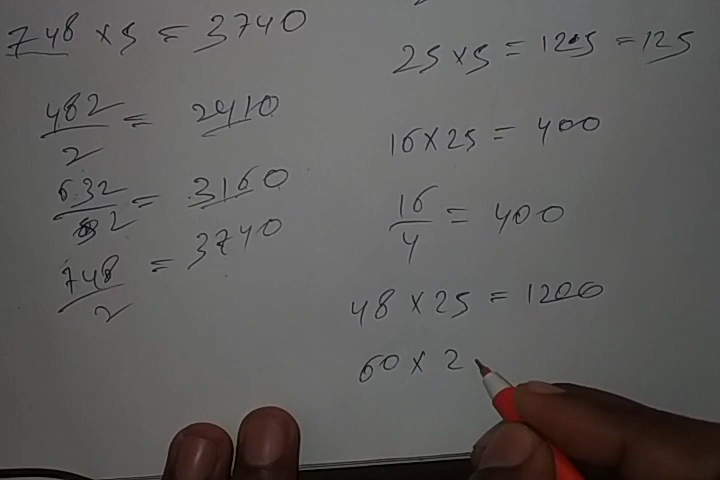 748 × 5 = 3740
482/2 = 2410
632/2 = 3160
748/2 = 3740
25 × 5 = 125 = 125
16 × 25 = 400
16/4 = 400
48 × 25 = 1200
60 × 2